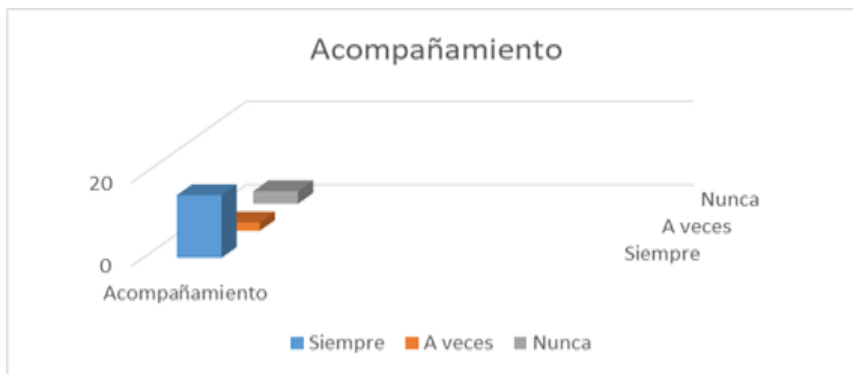 Acompañamiento
20
0
Nunca
A veces
Siempre
Acompañamiento
Siempre A veces Nunca